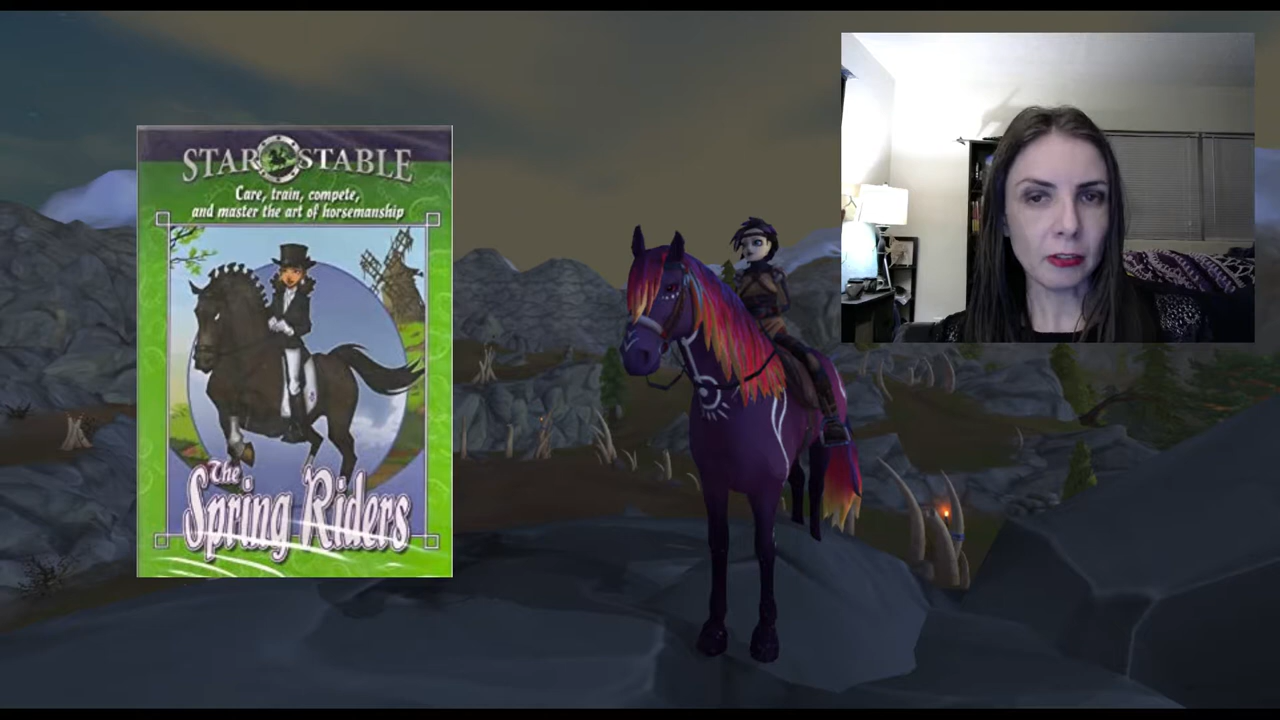 STAR STABLE
Care, train, compete,
and master the art of horsemanship
The
Spring Riders